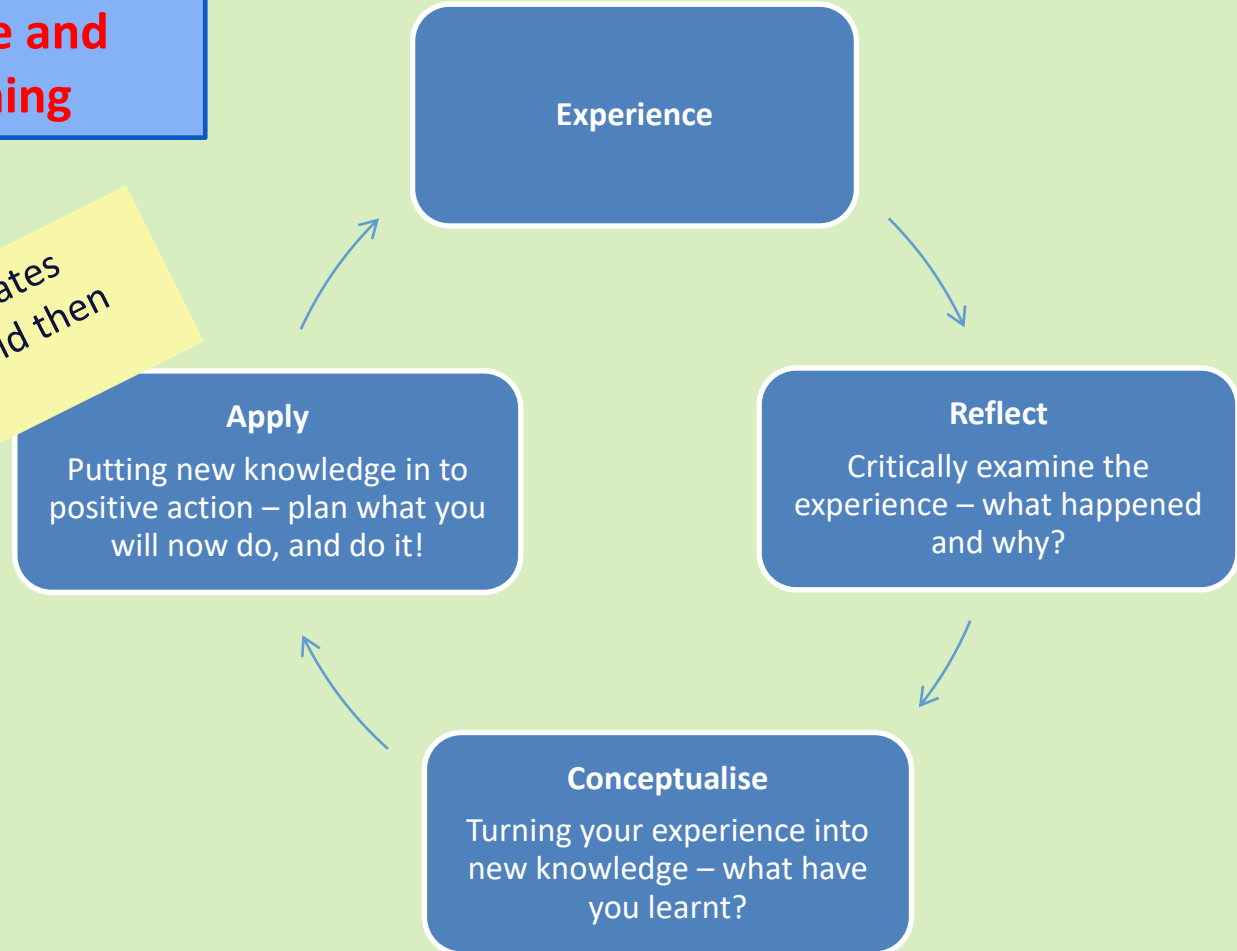 e and
Experience
then
Apply
Putting new knowledge in to
positive action – plan what you
will now do, and do it!
Reflect
Critically examine the
experience – what happened
and why?
Conceptualise
Turning your experience into
new knowledge – what have
you learnt?